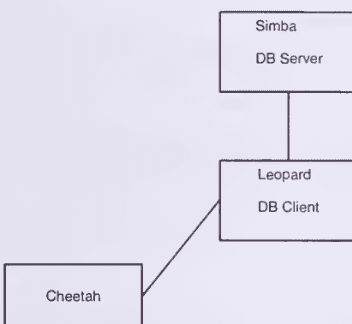 Simba
DB Server
Leopard
DB Client
Cheetah